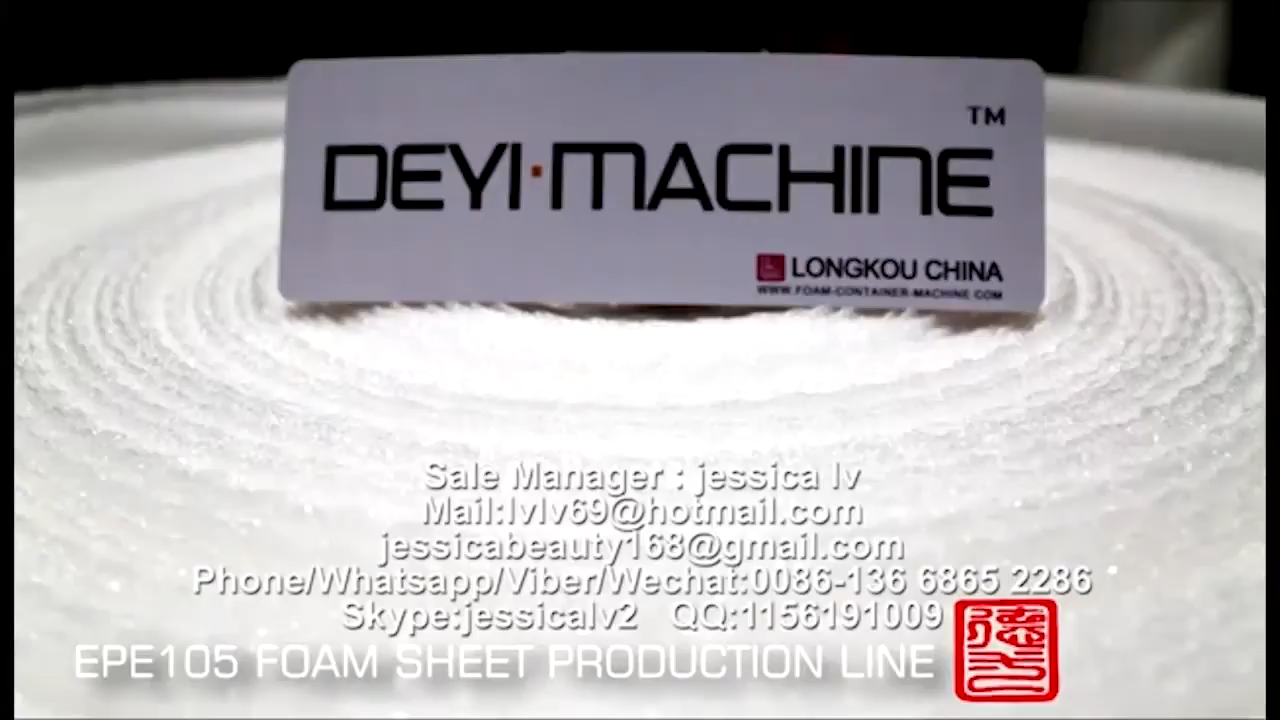 TM
DEYI·MACHINE
LONGKOU CHINA
WWW.FOAM-CONTAINER-MACHINE.COM
Sale Manager : jessica lv
Mail:lvlv69@hotmail.com
jessicabeauty168@gmail.com
Phone/Whatsapp/Viber/Wechat:0086-136 6865 2286
Skype:jessicalv2 QQ:1156191009
EPE105 FOAM SHEET PRODUCTION LINE